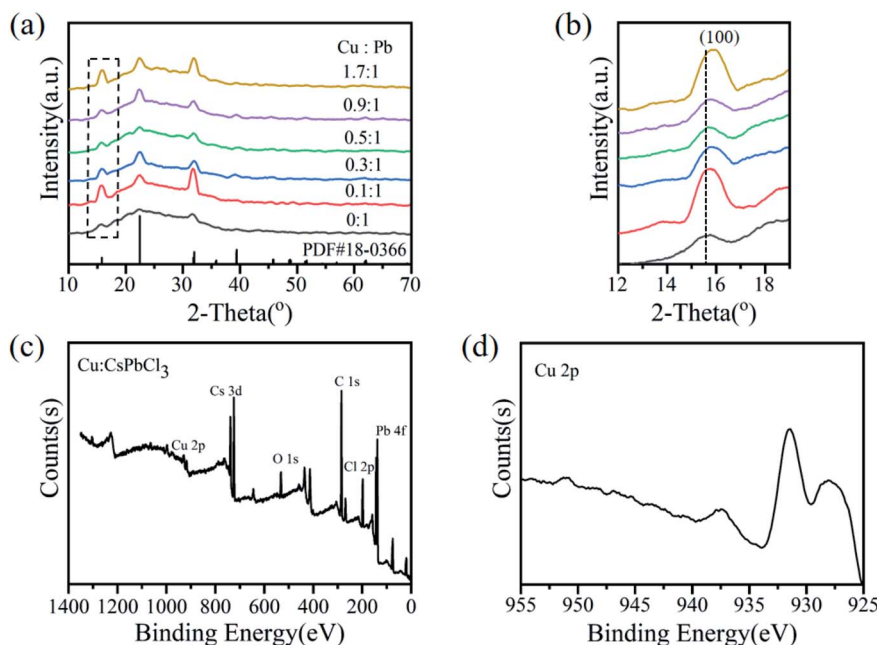 (a)
Intensity(a.u.)
Cu : Pb
1.7:1
0.9:1
0.5:1
0.3:1
0.1:1
0:1
PDF#18-0366
10 20 30 40 50 60 70
2-Theta(°)
(b)
Intensity(a.u.)
(100)
12 14 16 18
2-Theta(°)
(c)
Counts(s)
Cu:CsPbCl₃
Cu 2p
Cs 3d
O 1s
C 1s
Cl 2p
Pb 4f
1400 1200 1000 800 600 400 200 0
Binding Energy(eV)
(d)
Counts(s)
Cu 2p
955 950 945 940 935 930 925
Binding Energy(eV)